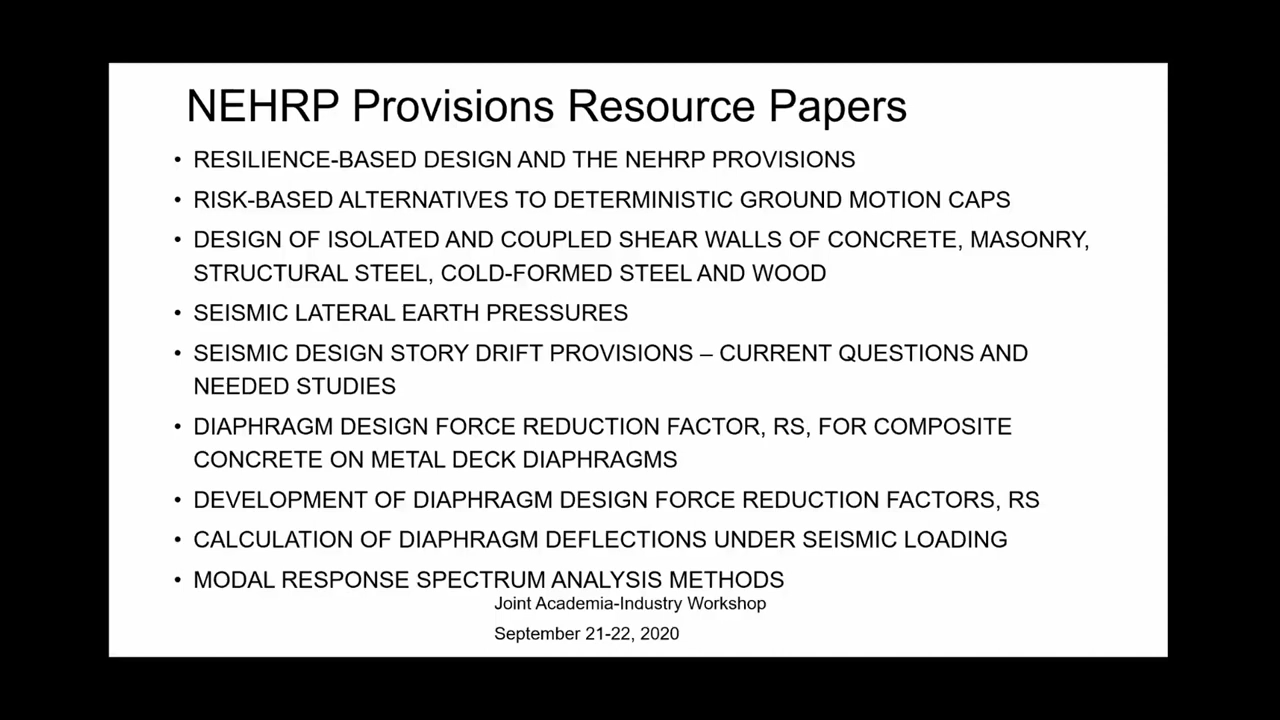 NEHRP Provisions Resource Papers
• RESILIENCE-BASED DESIGN AND THE NEHRP PROVISIONS
• RISK-BASED ALTERNATIVES TO DETERMINISTIC GROUND MOTION CAPS
• DESIGN OF ISOLATED AND COUPLED SHEAR WALLS OF CONCRETE, MASONRY,
STRUCTURAL STEEL, COLD-FORMED STEEL AND WOOD
• SEISMIC LATERAL EARTH PRESSURES
• SEISMIC DESIGN STORY DRIFT PROVISIONS – CURRENT QUESTIONS AND
NEEDED STUDIES
• DIAPHRAGM DESIGN FORCE REDUCTION FACTOR, RS, FOR COMPOSITE
CONCRETE ON METAL DECK DIAPHRAGMS
• DEVELOPMENT OF DIAPHRAGM DESIGN FORCE REDUCTION FACTORS, RS
• CALCULATION OF DIAPHRAGM DEFLECTIONS UNDER SEISMIC LOADING
• MODAL RESPONSE SPECTRUM ANALYSIS METHODS
Joint Academia-Industry Workshop
September 21-22, 2020